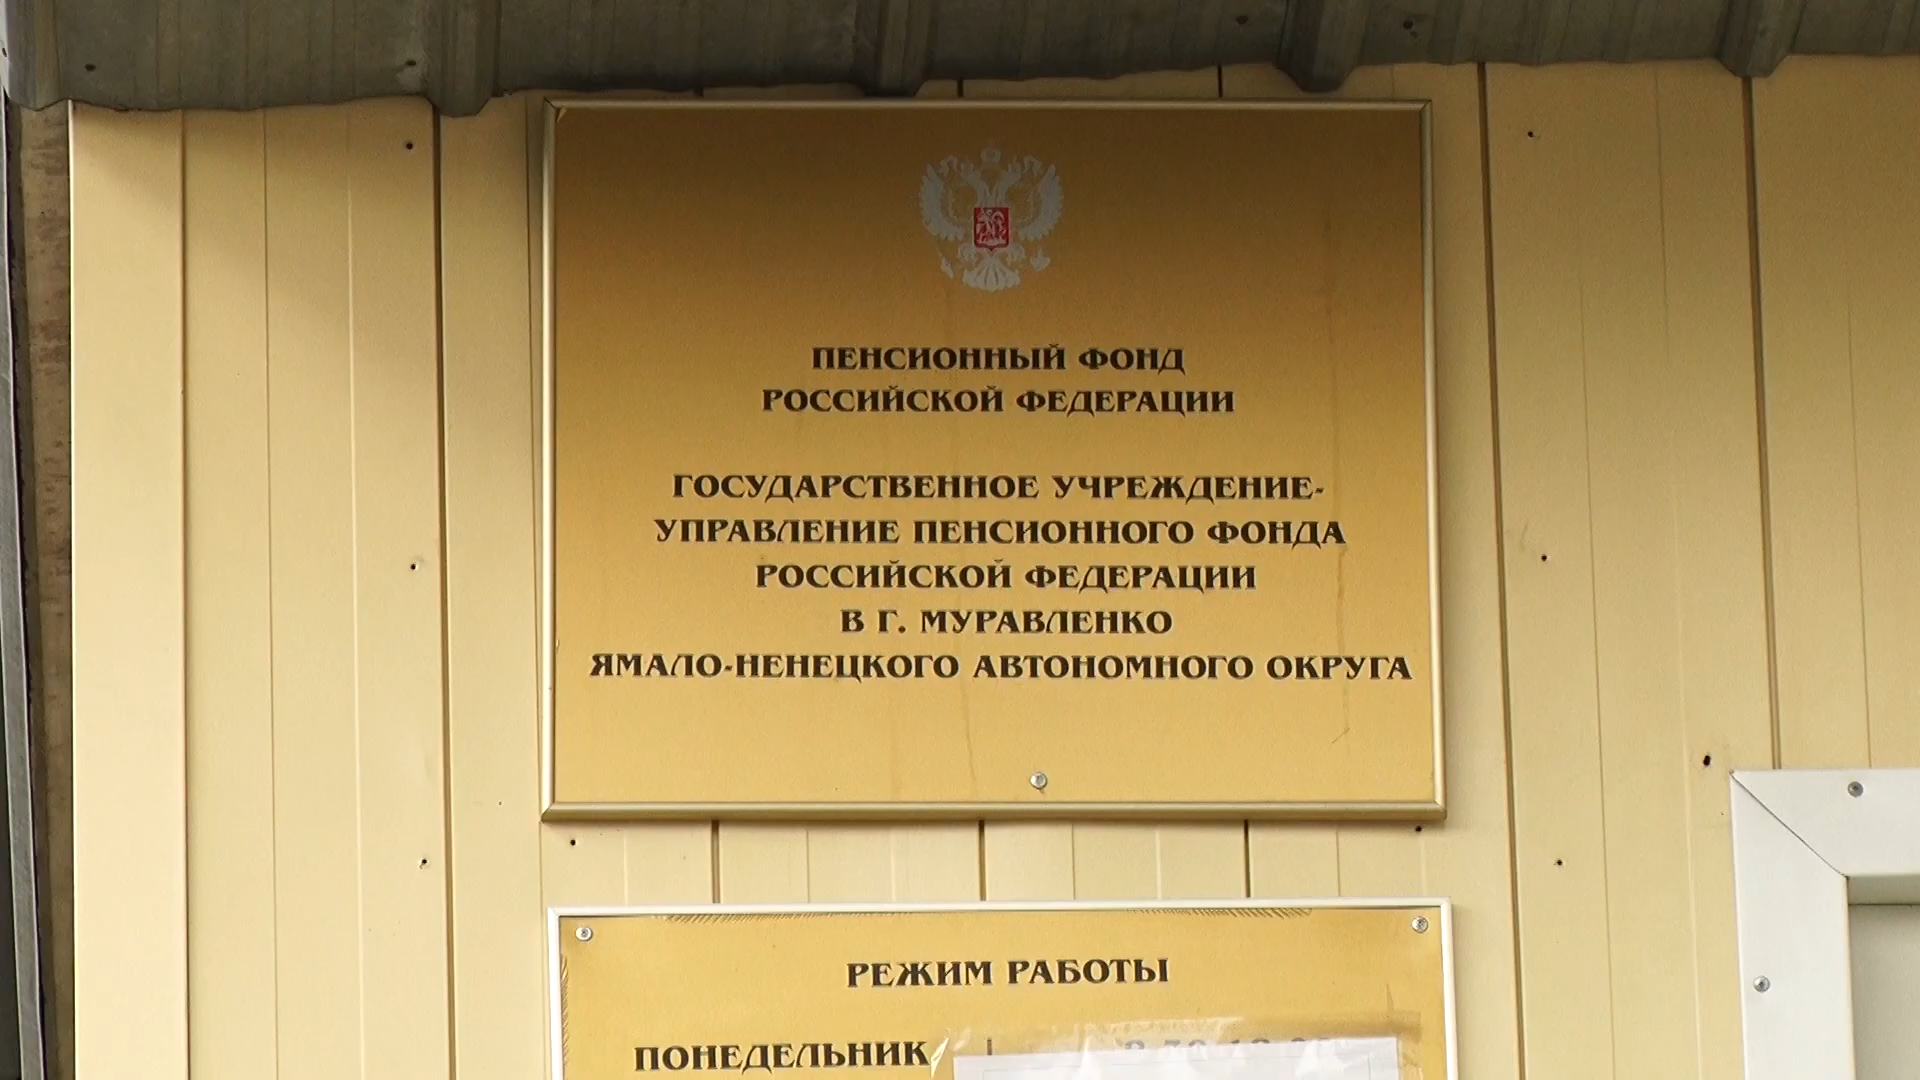 ПЕНСИОННЫЙ ФОНД
РОССИЙСКОЙ ФЕДЕРАЦИИ
ГОСУДАРСТВЕННОЕ УЧРЕЖДЕНИЕ-
УПРАВЛЕНИЕ ПЕНСИОННОГО ФОНДА
РОССИЙСКОЙ ФЕДЕРАЦИИ
В Г. МУРАВЛЕНКО
ЯМАЛО-НЕНЕЦКОГО АВТОНОМНОГО ОКРУГА
РЕЖИМ РАБОТЫ
ПОНЕДЕЛЬНИК